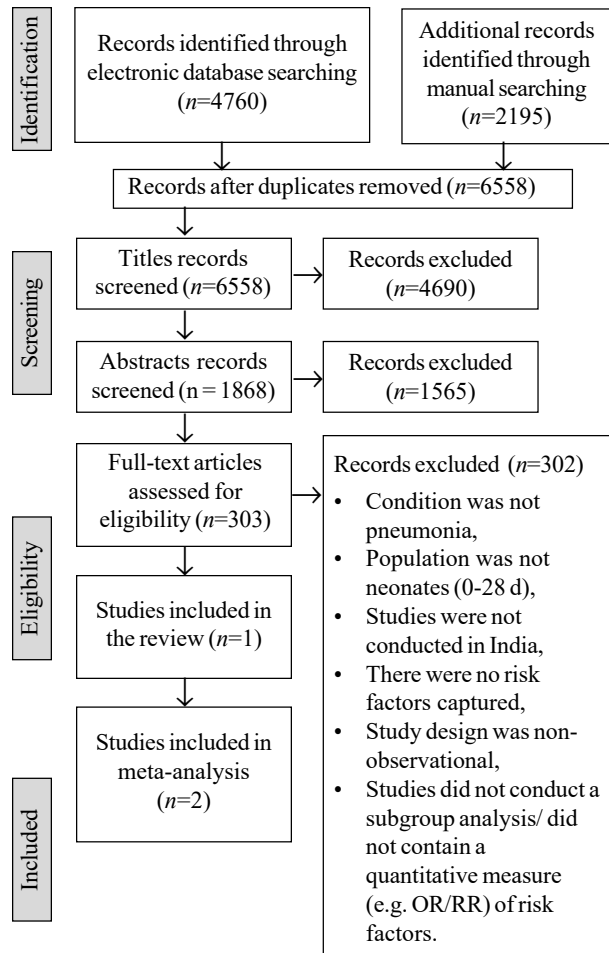 Identification
Records identified through
electronic database searching
(n=4760)
Additional records
identified through
manual searching
(n=2195)
Records after duplicates removed (n=6558)
Screening
Titles records
screened (n=6558)
Records excluded
(n=4690)
Abstracts records
screened (n = 1868)
Records excluded
(n=1565)
Eligibility
Full-text articles
assessed for
eligibility (n=303)
Records excluded (n=302)
• Condition was not
pneumonia,
• Population was not
neonates (0-28 d),
• Studies were not
conducted in India,
• There were no risk
factors captured,
• Study design was non-
observational,
• Studies did not conduct a
subgroup analysis/ did
not contain a
quantitative measure
(e.g. OR/RR) of risk
factors.
Studies included in
the review (n=1)
Included
Studies included in
meta-analysis
(n=2)